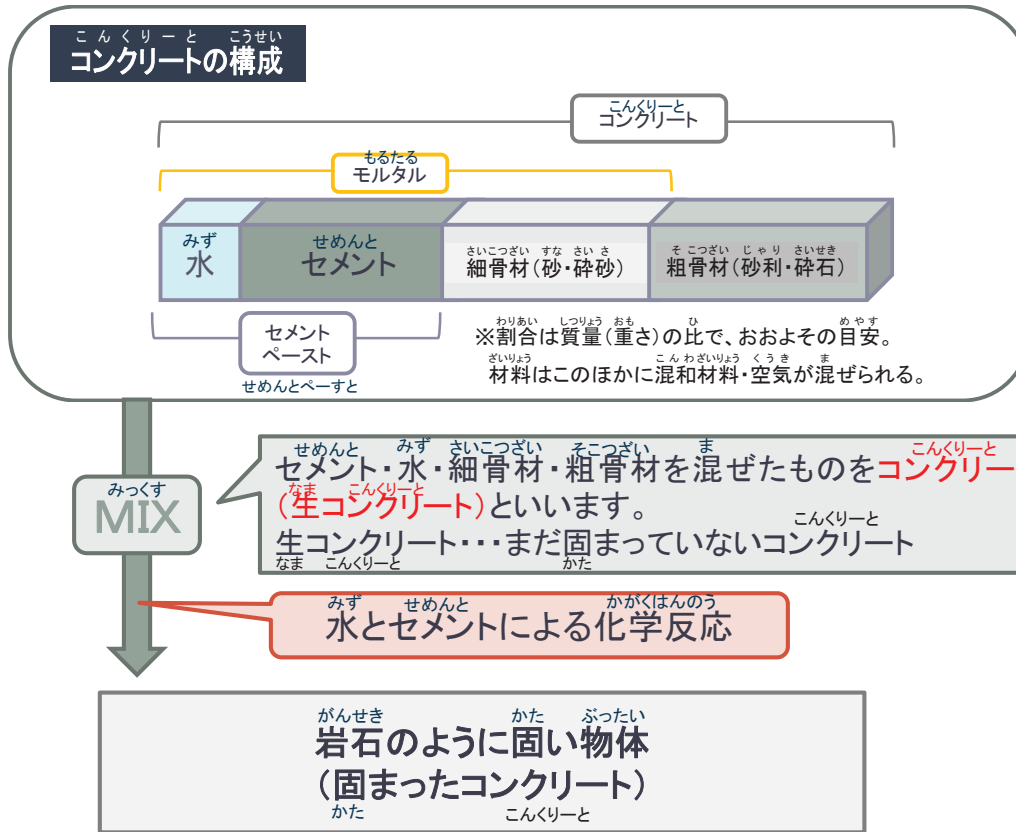 こんくりーと こうせい
コンクリートの構成
こんくりーと
コンクリート
もるたる
モルタル
みず
水
せめんと
セメント
さいこつざい すな さい さ
細骨材(砂・砕砂)
そ こつざい じゃり さいせき
粗骨材(砂利・砕石)
セメント
ペースト
せめんとぺーすと
わりあい しつりょう おも ひ めやす
※割合は質量(重さ)の比で、おおよその目安。
ざいりょう こんわざいりょう くうき ま
材料はこのほかに混和材料・空気が混ぜられる。
みっくす
MIX
せめんと みず さいこつざい そこつざい ま こんくりーと
セメント・水・細骨材・粗骨材を混ぜたものをコンクリー
なま こんくりーと
(生コンクリート)といいます。
こんくりーと
生コンクリート・・・まだ固まっていないコンクリート
なま こんくりーと かた
みず せめんと かがくはんのう
水とセメントによる化学反応
がんせき かた ぶったい
岩石のように固い物体
(固まったコンクリート)
かた こんくりーと